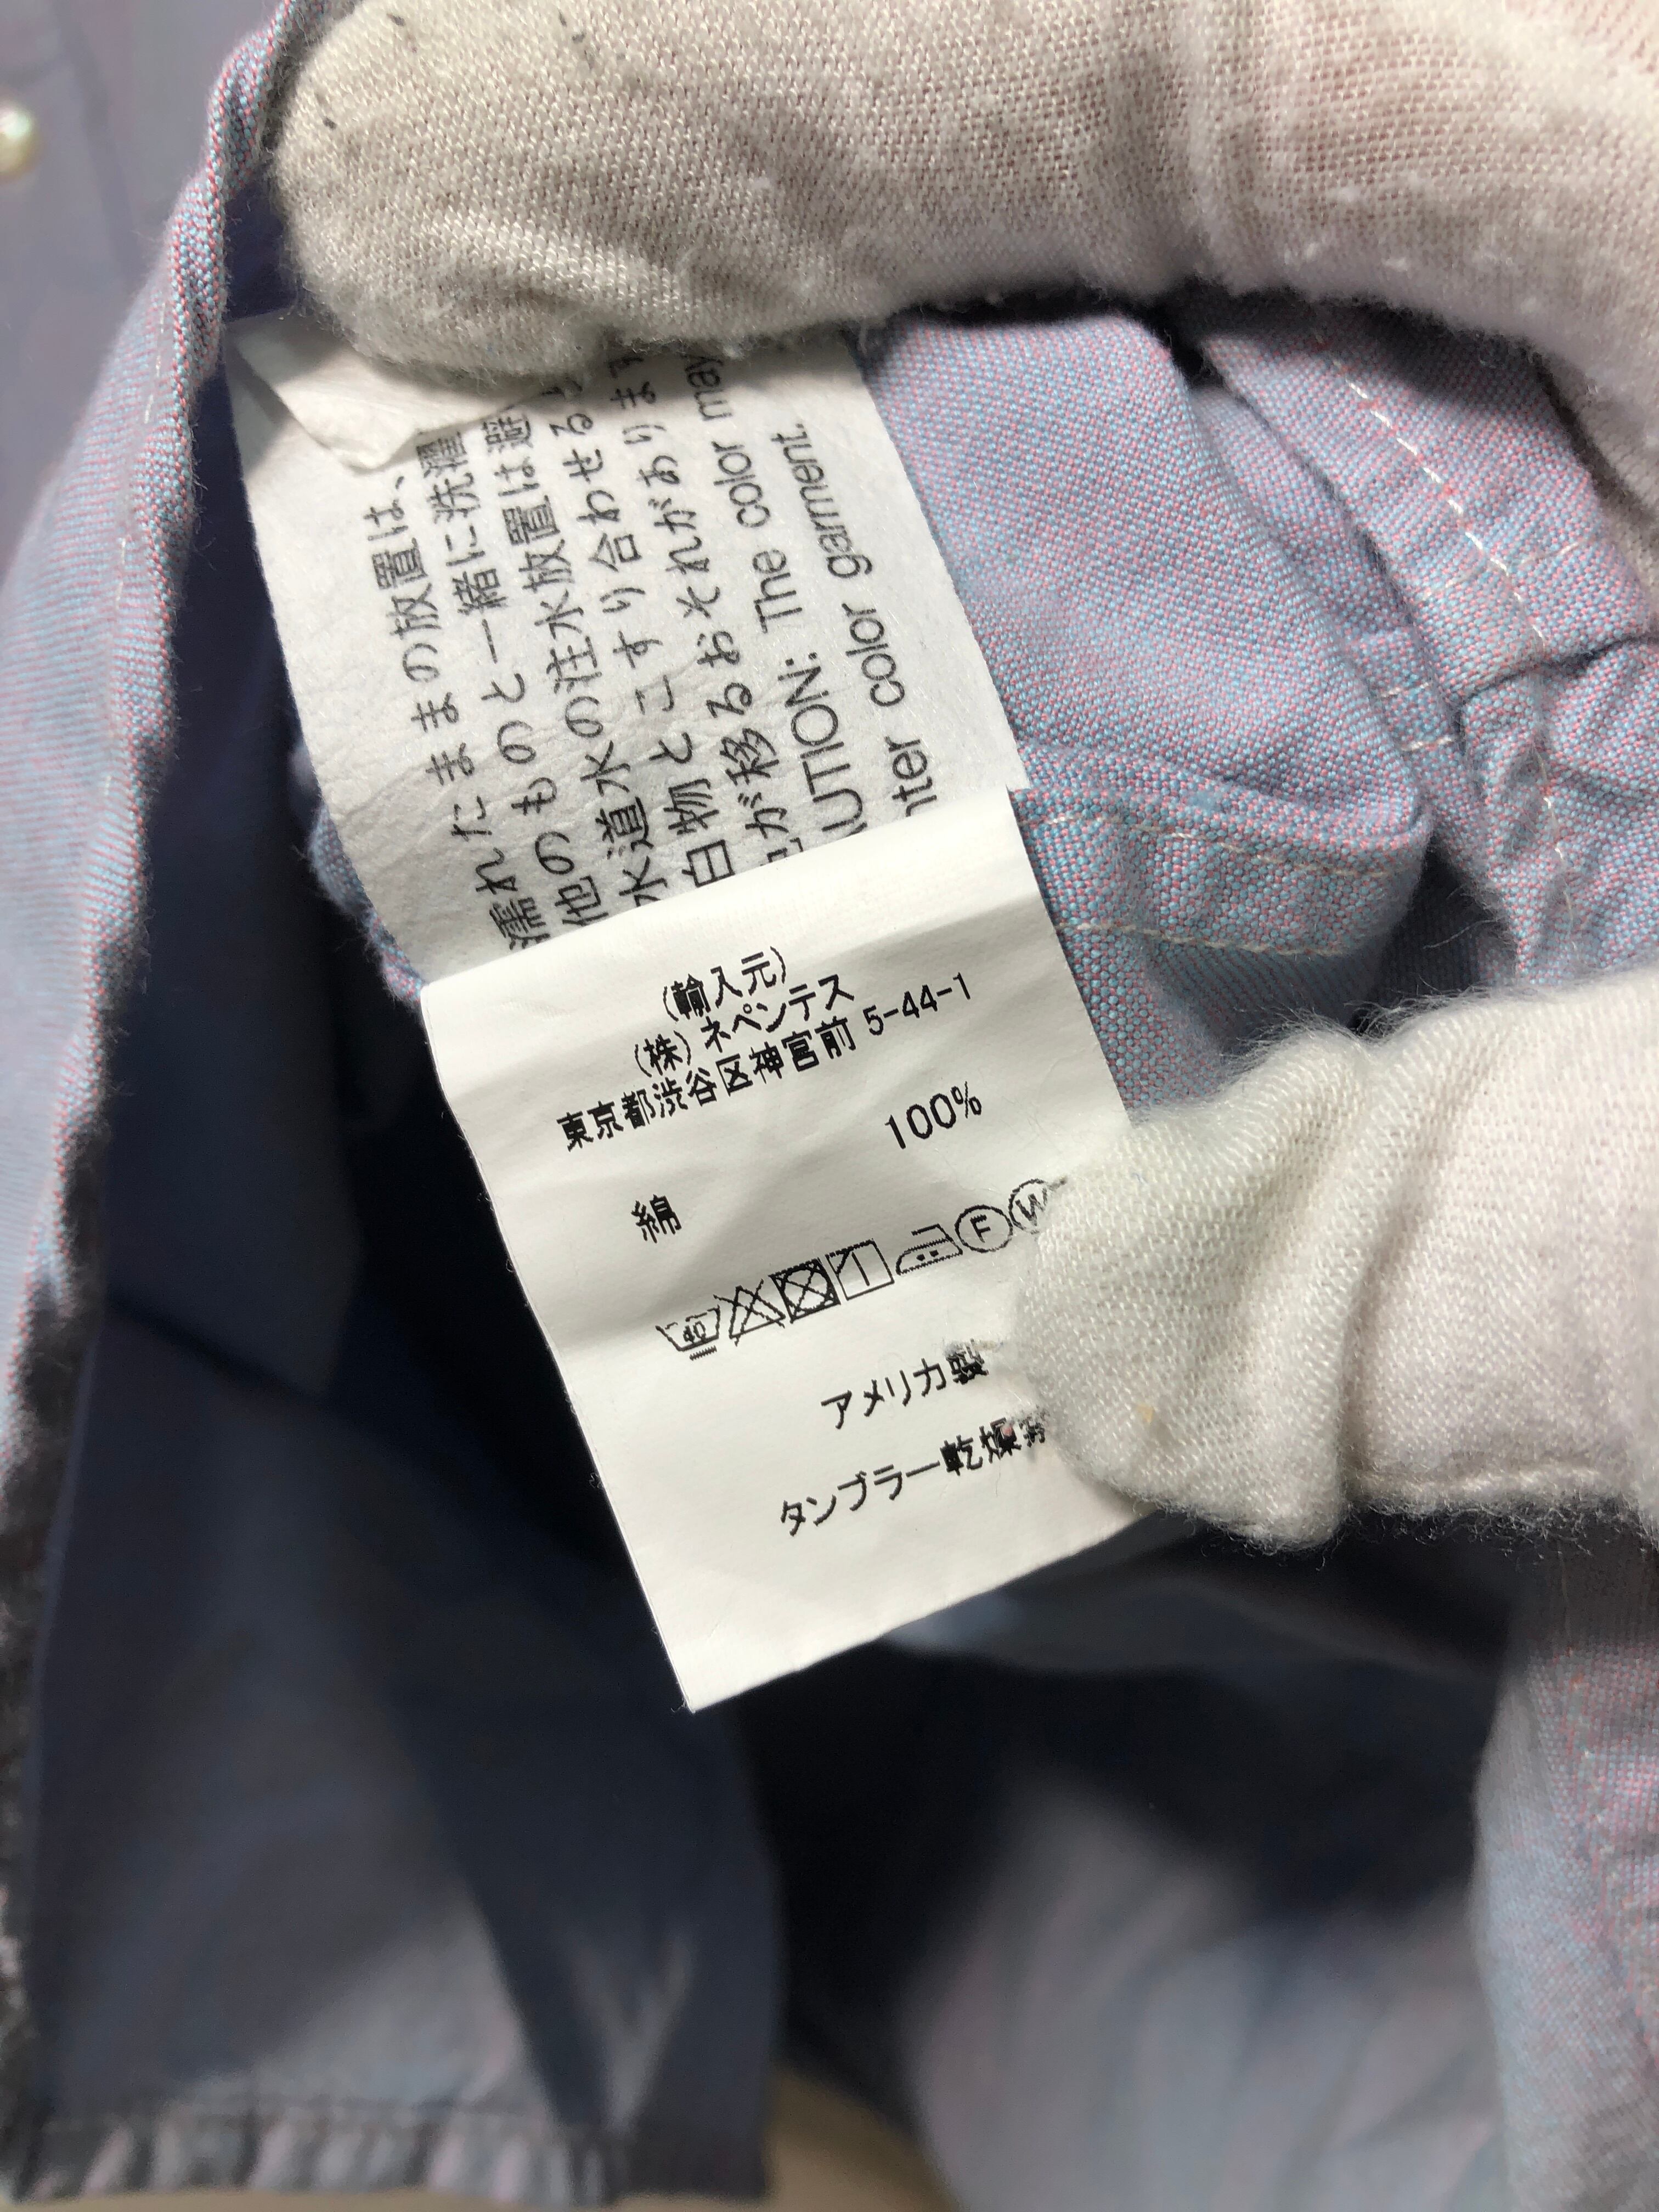 濡れたままの放置は、
他のものと一緒に洗濯
水道水の注水放置は避
白物とこすり合わせる
が移るおそれがあります
UTION: The color may
nter color garment.
(輸入元)
(株) ネペンテス
東京都渋谷区神宮前 5-44-1
綿 100%
40 F W
アメリカ製
タンブラー乾燥